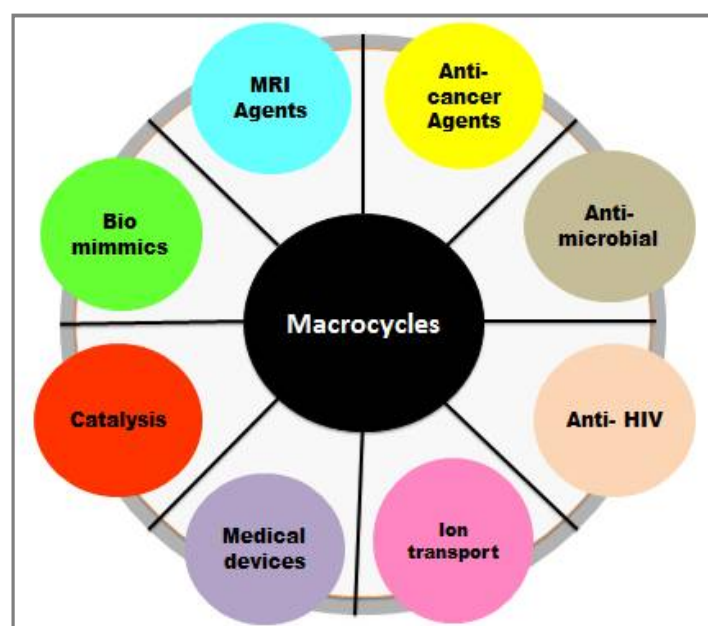 MRI
Agents
Anti-
cancer
Agents
Bio
mimmics
Anti-
microbial
Macrocycles
Catalysis
Anti- HIV
Medical
devices
Ion
transport